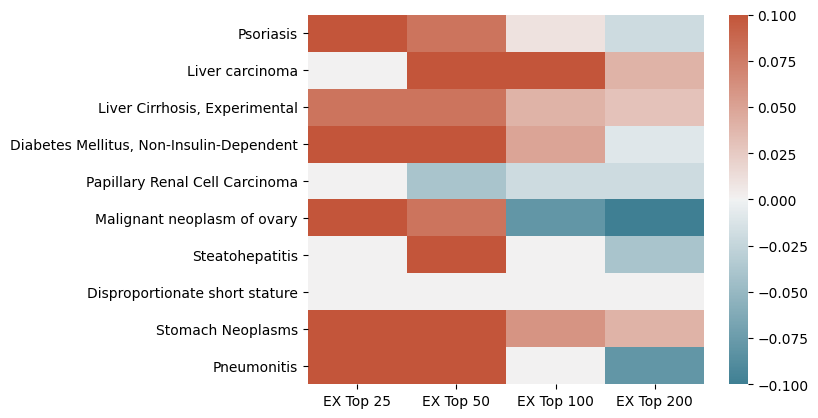 Psoriasis
Liver carcinoma
Liver Cirrhosis, Experimental
Diabetes Mellitus, Non-Insulin-Dependent
Papillary Renal Cell Carcinoma
Malignant neoplasm of ovary
Steatohepatitis
Disproportionate short stature
Stomach Neoplasms
Pneumonitis
EX Top 25 EX Top 50 EX Top 100 EX Top 200
0.100
0.075
0.050
0.025
0.000
−0.025
−0.050
−0.075
−0.100